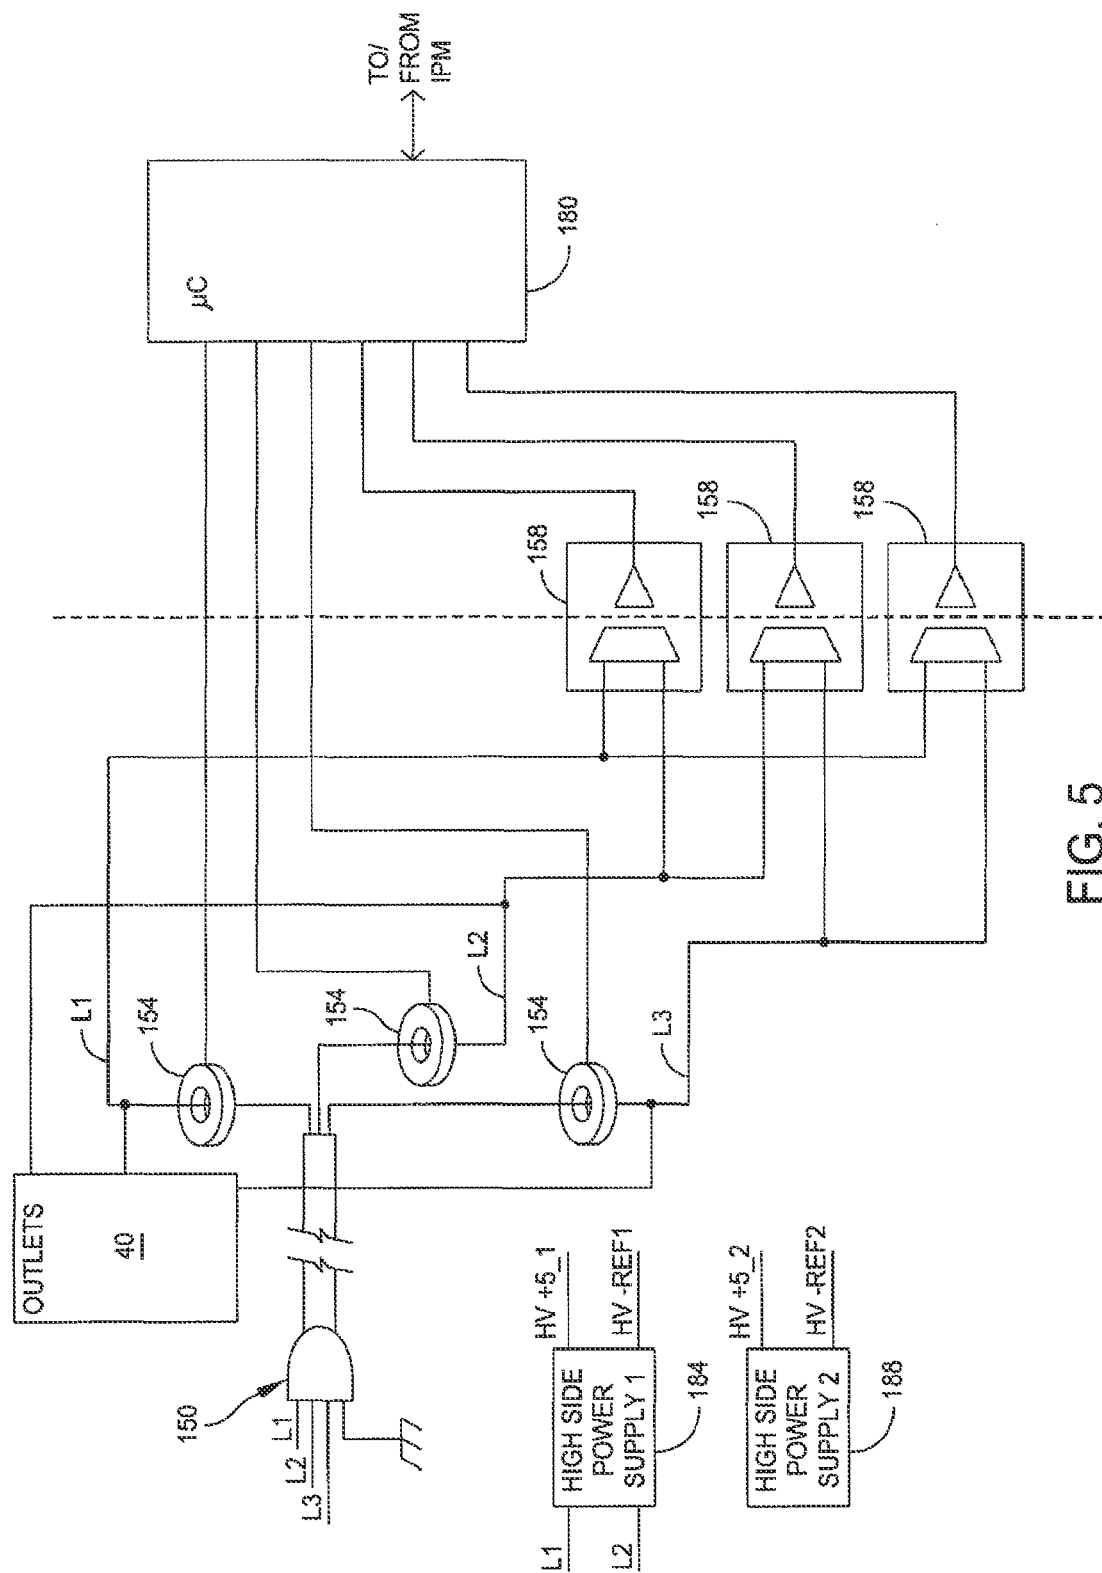 OUTLETS
40
L1
154
154
L2
154
L3
150
L1
L2
L3
µC
TO/
FROM
IPM
180
158
158
158
L1
L2
HIGH SIDE
POWER
SUPPLY 1
HV +5_1
HV -REF1
184
HIGH SIDE
POWER
SUPPLY 2
HV +5_2
HV -REF2
188
FIG. 5